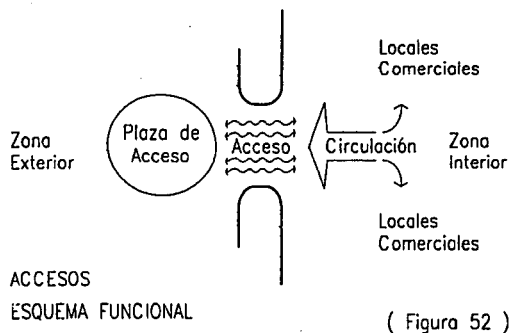 Locales
Comerciales
Zona
Exterior
Plaza de
Acceso
Acceso
Circulación
Zona
Interior
Locales
Comerciales
ACCESOS
ESQUEMA FUNCIONAL
( Figura 52 )